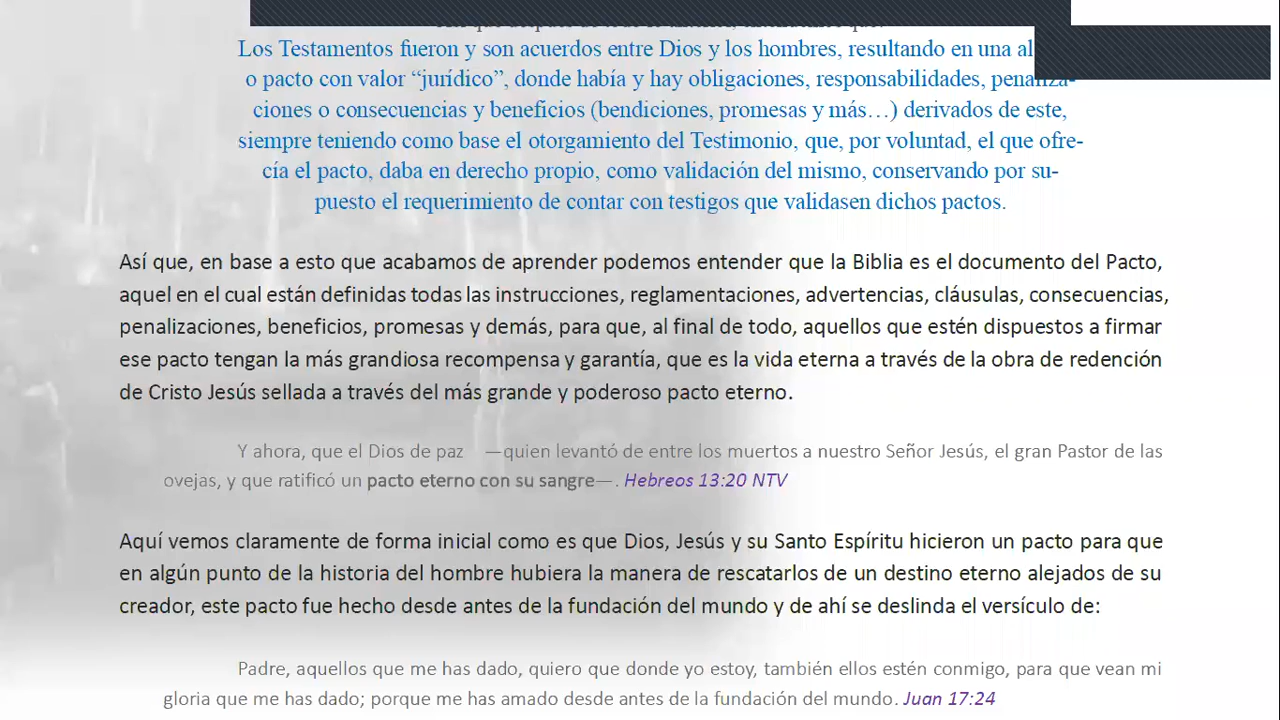 Los Testamentos fueron y son acuerdos entre Dios y los hombres, resultando en una al
o pacto con valor “jurídico”, donde había y hay obligaciones, responsabilidades, penaliza-
ciones o consecuencias y beneficios (bendiciones, promesas y más…) derivados de este,
siempre teniendo como base el otorgamiento del Testimonio, que, por voluntad, el que ofre-
cía el pacto, daba en derecho propio, como validación del mismo, conservando por su-
puesto el requerimiento de contar con testigos que validasen dichos pactos.
Así que, en base a esto que acabamos de aprender podemos entender que la Biblia es el documento del Pacto,
aquel en el cual están definidas todas las instrucciones, reglamentaciones, advertencias, cláusulas, consecuencias,
penalizaciones, beneficios, promesas y demás, para que, al final de todo, aquellos que estén dispuestos a firmar
ese pacto tengan la más grandiosa recompensa y garantía, que es la vida eterna a través de la obra de redención
de Cristo Jesús sellada a través del más grande y poderoso pacto eterno.
Y ahora, que el Dios de paz —quien levantó de entre los muertos a nuestro Señor Jesús, el gran Pastor de las
ovejas, y que ratificó un pacto eterno con su sangre—. Hebreos 13:20 NTV
Aquí vemos claramente de forma inicial como es que Dios, Jesús y su Santo Espíritu hicieron un pacto para que
en algún punto de la historia del hombre hubiera la manera de rescatarlos de un destino eterno alejados de su
creador, este pacto fue hecho desde antes de la fundación del mundo y de ahí se deslinda el versículo de:
Padre, aquellos que me has dado, quiero que donde yo estoy, también ellos estén conmigo, para que vean mi
gloria que me has dado; porque me has amado desde antes de la fundación del mundo. Juan 17:24